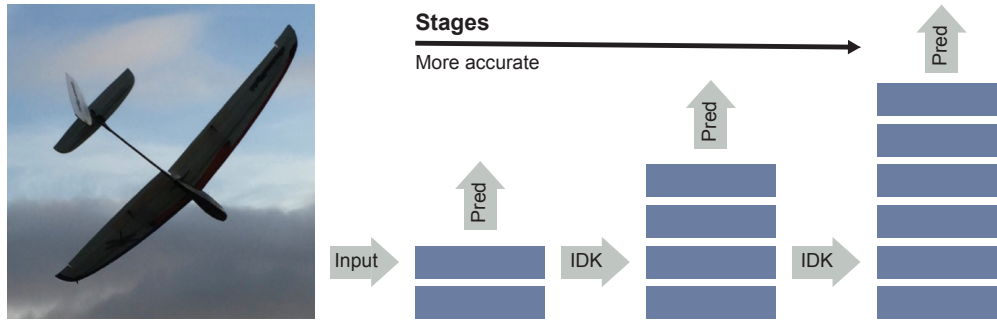 Stages
More accurate
Input
Pred
IDK
Pred
IDK
Pred